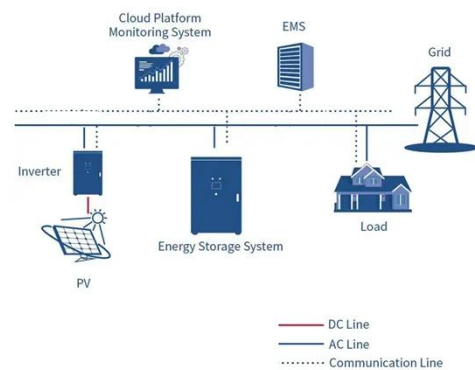 Cloud Platform
Monitoring System
EMS
Grid
Inverter
Energy Storage System
Load
PV
DC Line
AC Line
Communication Line